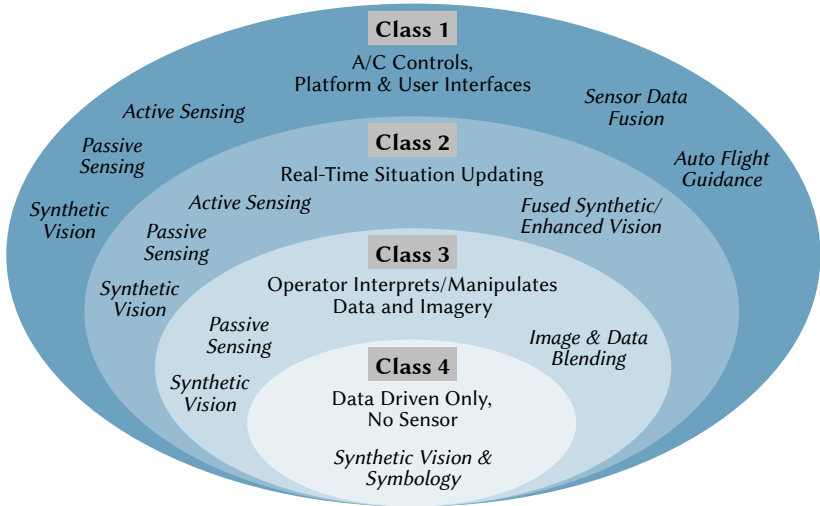 Class 1
A/C Controls,
Platform & User Interfaces
Active Sensing
Passive
Sensing
Synthetic
Vision
Sensor Data
Fusion
Auto Flight
Guidance
Class 2
Real-Time Situation Updating
Active Sensing
Passive
Sensing
Synthetic
Vision
Fused Synthetic/
Enhanced Vision
Class 3
Operator Interprets/Manipulates
Data and Imagery
Passive
Sensing
Synthetic
Vision
Image & Data
Blending
Class 4
Data Driven Only,
No Sensor
Synthetic Vision &
Symbology